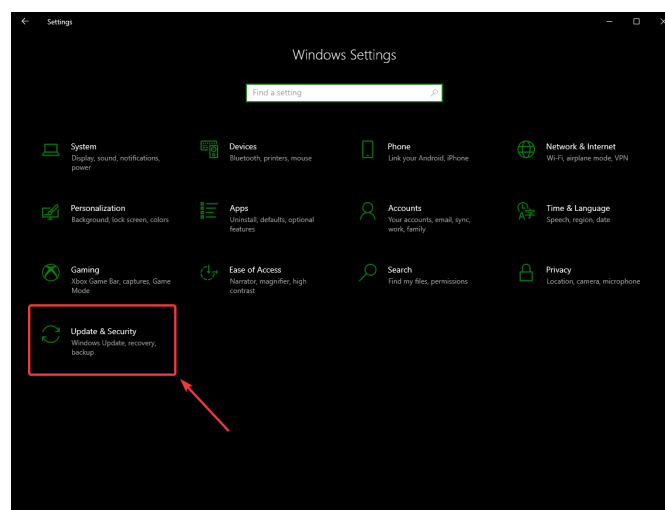 Settings
Windows Settings
Find a setting
System
Display, sound, notifications,
power
Devices
Bluetooth, printers, mouse
Phone
Link your Android, iPhone
Network & Internet
Wi-Fi, airplane mode, VPN
Personalization
Background, lock screen, colors
Apps
Uninstall, defaults, optional
features
Accounts
Your accounts, email, sync,
work, family
Time & Language
Speech, region, date
Gaming
Xbox Game Bar, captures, Game
Mode
Ease of Access
Narrator, magnifier, high
contrast
Search
Find my files, permissions
Privacy
Location, camera, microphone
Update & Security
Windows Update, recovery,
backup